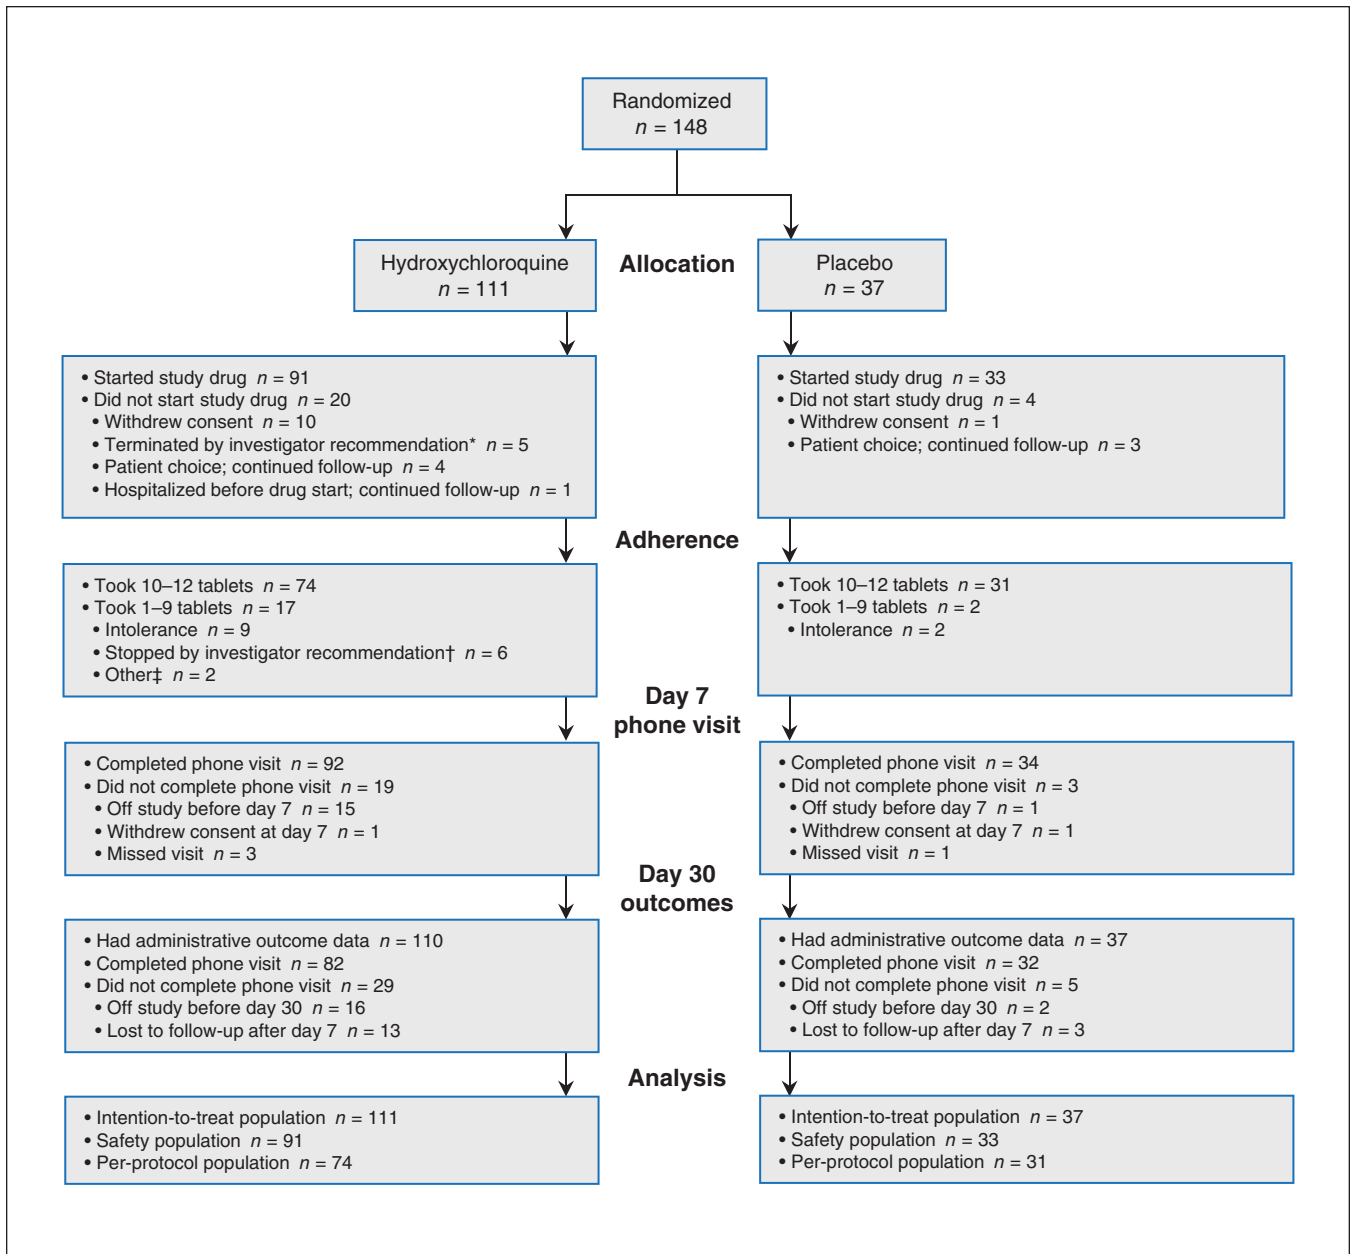 Randomized
n = 148
Hydroxychloroquine
n = 111
Allocation
Placebo
n = 37
• Started study drug n = 91
• Did not start study drug n = 20
• Withdrew consent n = 10
• Terminated by investigator recommendation* n = 5
• Patient choice; continued follow-up n = 4
• Hospitalized before drug start; continued follow-up n = 1
• Started study drug n = 33
• Did not start study drug n = 4
• Withdrew consent n = 1
• Patient choice; continued follow-up n = 3
Adherence
• Took 10–12 tablets n = 74
• Took 1–9 tablets n = 17
• Intolerance n = 9
• Stopped by investigator recommendation† n = 6
• Other‡ n = 2
• Took 10–12 tablets n = 31
• Took 1–9 tablets n = 2
• Intolerance n = 2
Day 7
phone visit
• Completed phone visit n = 92
• Did not complete phone visit n = 19
• Off study before day 7 n = 15
• Withdrew consent at day 7 n = 1
• Missed visit n = 3
• Completed phone visit n = 34
• Did not complete phone visit n = 3
• Off study before day 7 n = 1
• Withdrew consent at day 7 n = 1
• Missed visit n = 1
Day 30
outcomes
• Had administrative outcome data n = 110
• Completed phone visit n = 82
• Did not complete phone visit n = 29
• Off study before day 30 n = 16
• Lost to follow-up after day 7 n = 13
• Had administrative outcome data n = 37
• Completed phone visit n = 32
• Did not complete phone visit n = 5
• Off study before day 30 n = 2
• Lost to follow-up after day 7 n = 3
Analysis
• Intention-to-treat population n = 111
• Safety population n = 91
• Per-protocol population n = 74
• Intention-to-treat population n = 37
• Safety population n = 33
• Per-protocol population n = 31